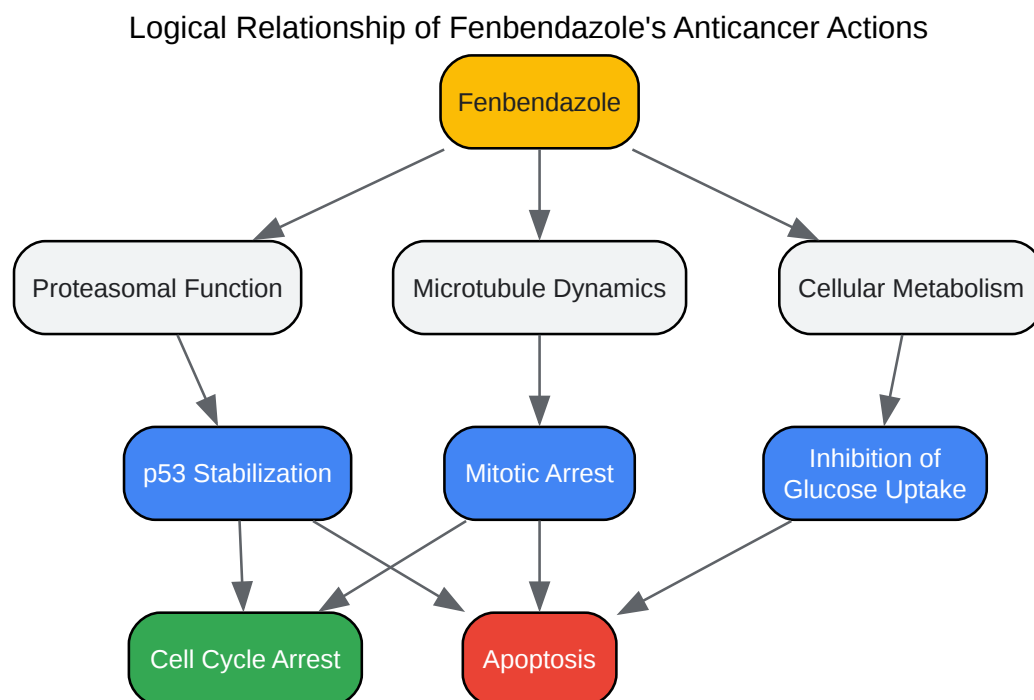 Logical Relationship of Fenbendazole's Anticancer Actions
Fenbendazole
Proteasomal Function
Microtubule Dynamics
Cellular Metabolism
p53 Stabilization
Mitotic Arrest
Inhibition of
Glucose Uptake
Cell Cycle Arrest
Apoptosis